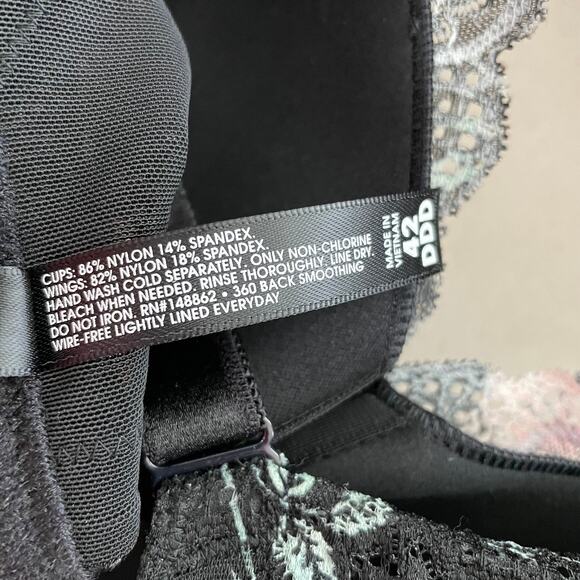 CUPS: 86% NYLON 14% SPANDEX.
WINGS: 82% NYLON 18% SPANDEX.
HAND WASH COLD SEPARATELY. ONLY NON-CHLORINE
BLEACH WHEN NEEDED. RINSE THOROUGHLY. LINE DRY.
DO NOT IRON. RN#148862 • 360 BACK SMOOTHING
WIRE-FREE LIGHTLY LINED EVERYDAY
MADE IN
VIETNAM
42
DDD